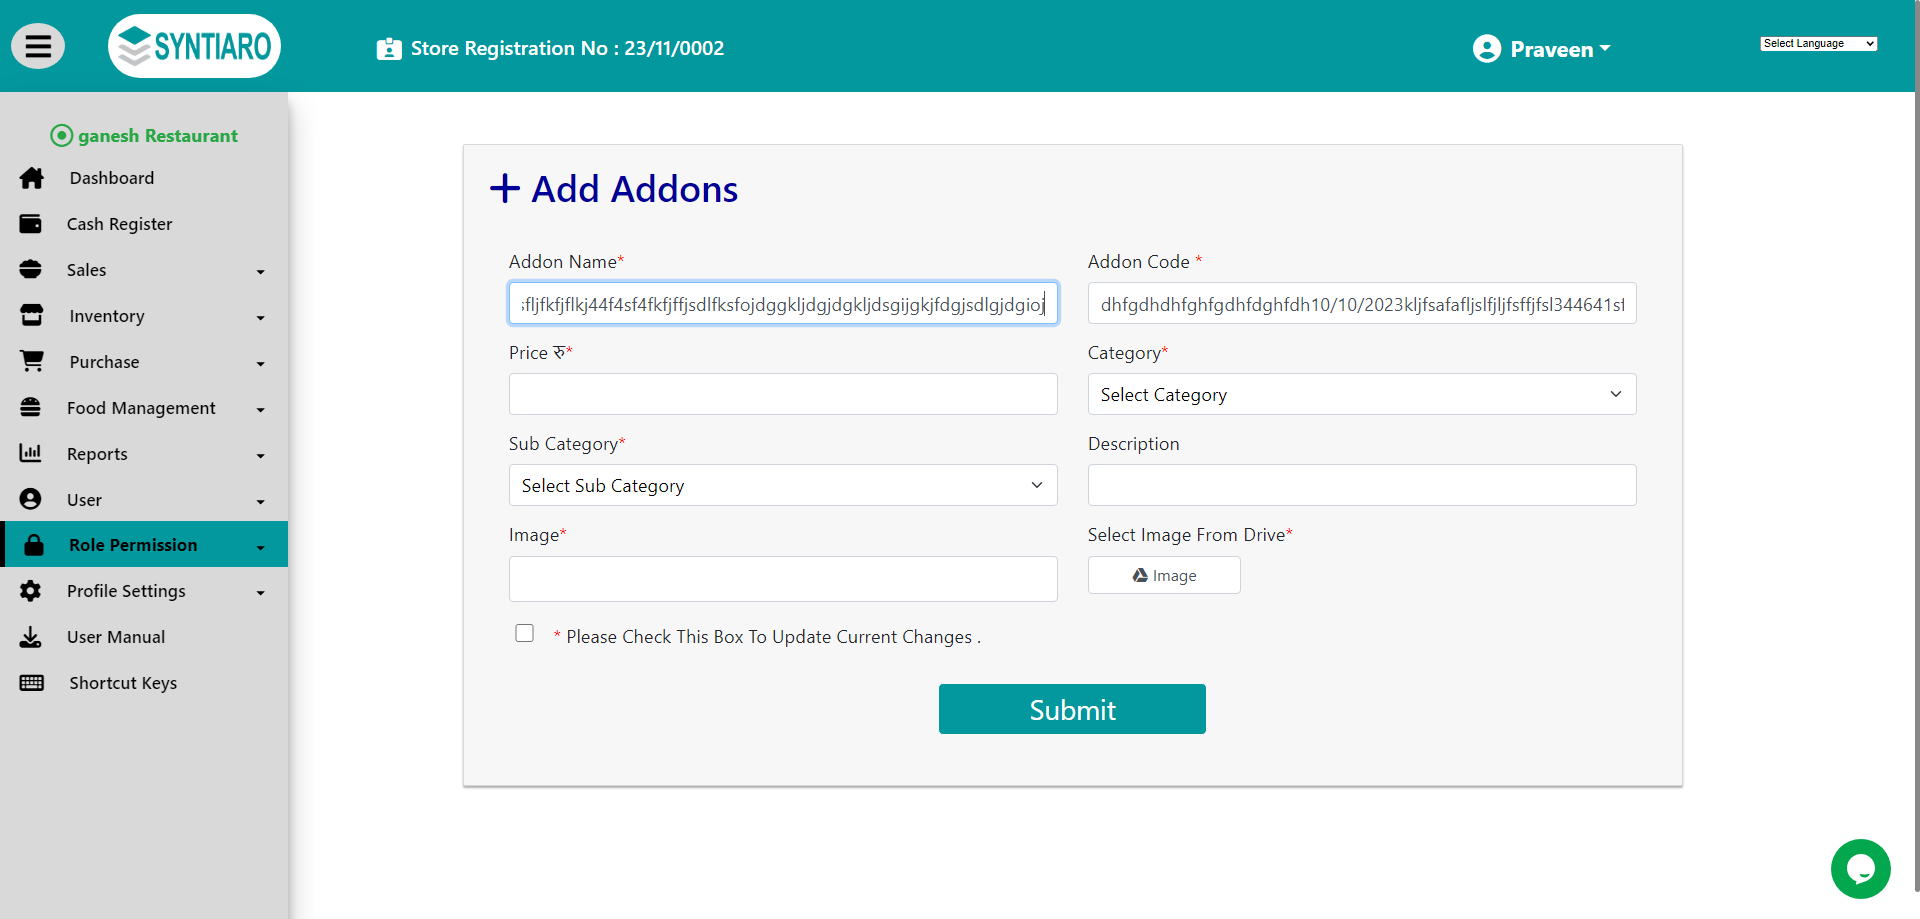 SYNTIARO
Store Registration No : 23/11/0002
Praveen
Select Language
ganesh Restaurant
Dashboard
Cash Register
Sales
Inventory
Purchase
Food Management
Reports
User
Role Permission
Profile Settings
User Manual
Shortcut Keys
Add Addons
Addon Name*
Addon Code *
sfljfkfjflkj44f4sf4fkfjffjsdlfksfojdggkljdgjdgkljdsgijgkjfdgjsdlgjdgioj
dhfgdhdhfghfgdhfdghfdh10/10/2023kljfsafafljslfjljfsffjfsl344641sf
Price रु*
Category*
Select Category
Sub Category*
Description
Select Sub Category
Image*
Select Image From Drive*
Image
* Please Check This Box To Update Current Changes .
Submit